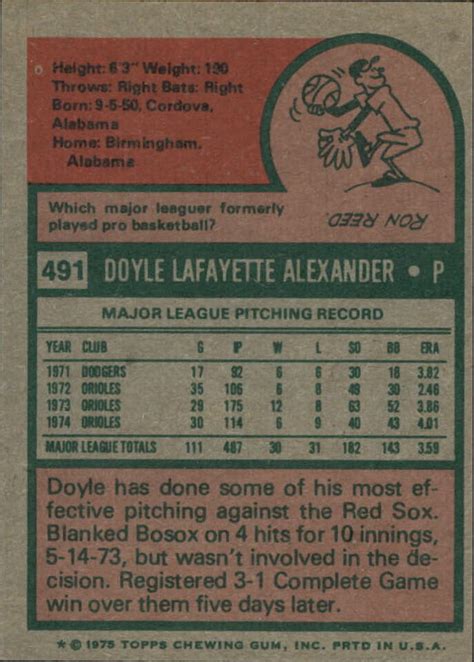 Height: 6'3" Weight: 190
Throws: Right Bats: Right
Born: 9-5-50, Cordova,
Alabama
Home: Birmingham,
Alabama
Which major leaguer formerly
played pro basketball?
RON REED
491 DOYLE LAFAYETTE ALEXANDER • P
MAJOR LEAGUE PITCHING RECORD
YEAR CLUB G IP W L SO BB ERA
1971 DODGERS 17 92 6 6 30 18 3.82
1972 ORIOLES 35 106 6 8 49 30 2.46
1973 ORIOLES 29 175 12 8 63 52 3.86
1974 ORIOLES 30 114 6 9 40 43 4.01
MAJOR LEAGUE TOTALS 111 487 30 31 182 143 3.59
Doyle has done some of his most ef-
fective pitching against the Red Sox.
Blanked Bosox on 4 hits for 10 innings,
5-14-73, but wasn't involved in the de-
cision. Registered 3-1 Complete Game
win over them five days later.
* © 1975 TOPPS CHEWING GUM, INC. PRTD IN U.S.A.